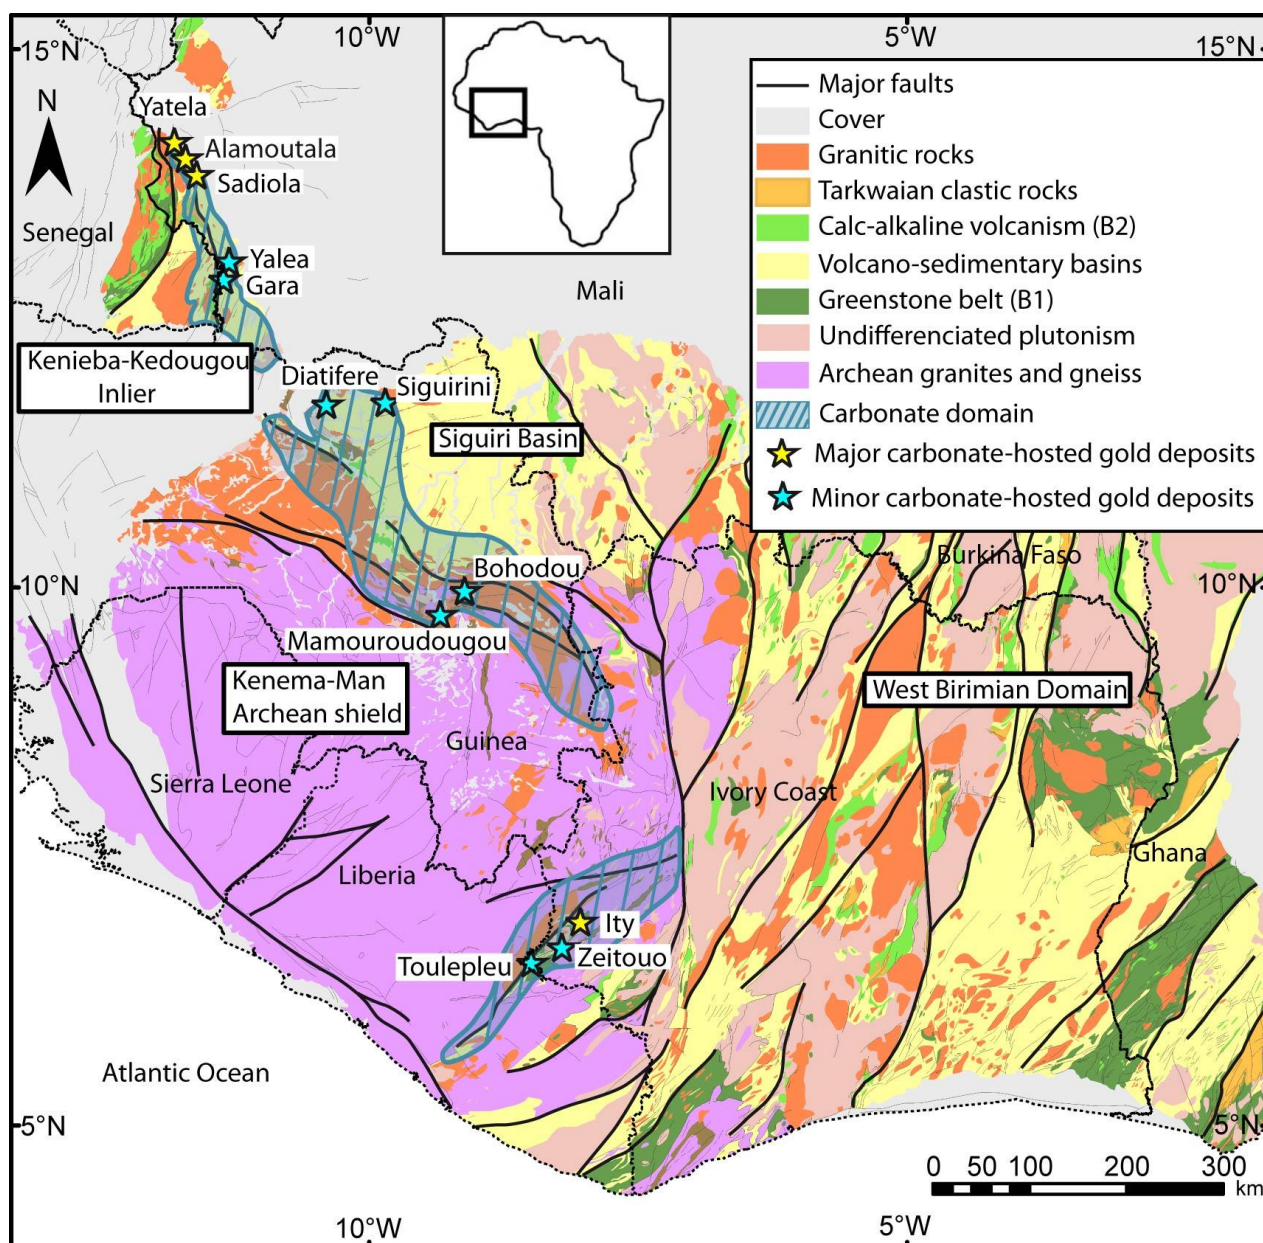 10°W
5°W
15°N
15°N
N
Major faults
Cover
Granitic rocks
Tarkwaian clastic rocks
Calc-alkaline volcanism (B2)
Volcano-sedimentary basins
Greenstone belt (B1)
Undifferenciated plutonism
Archean granites and gneiss
Carbonate domain
Major carbonate-hosted gold deposits
Minor carbonate-hosted gold deposits
Yatela
Alamoutala
Sadiola
Senegal
Yalea
Gara
Mali
Kenieba-Kedougou
Inlier
Diatifere
Siguirini
Siguiri Basin
Burkina Faso
10°N
10°N
Bohodou
Mamouroudougou
Kenema-Man
Archean shield
West Birimian Domain
Guinea
Sierra Leone
Ivory Coast
Ghana
Liberia
Ity
Zeitouo
Toulepleu
Atlantic Ocean
5°N
5°N
0 50 100 200 300
km
10°W
5°W